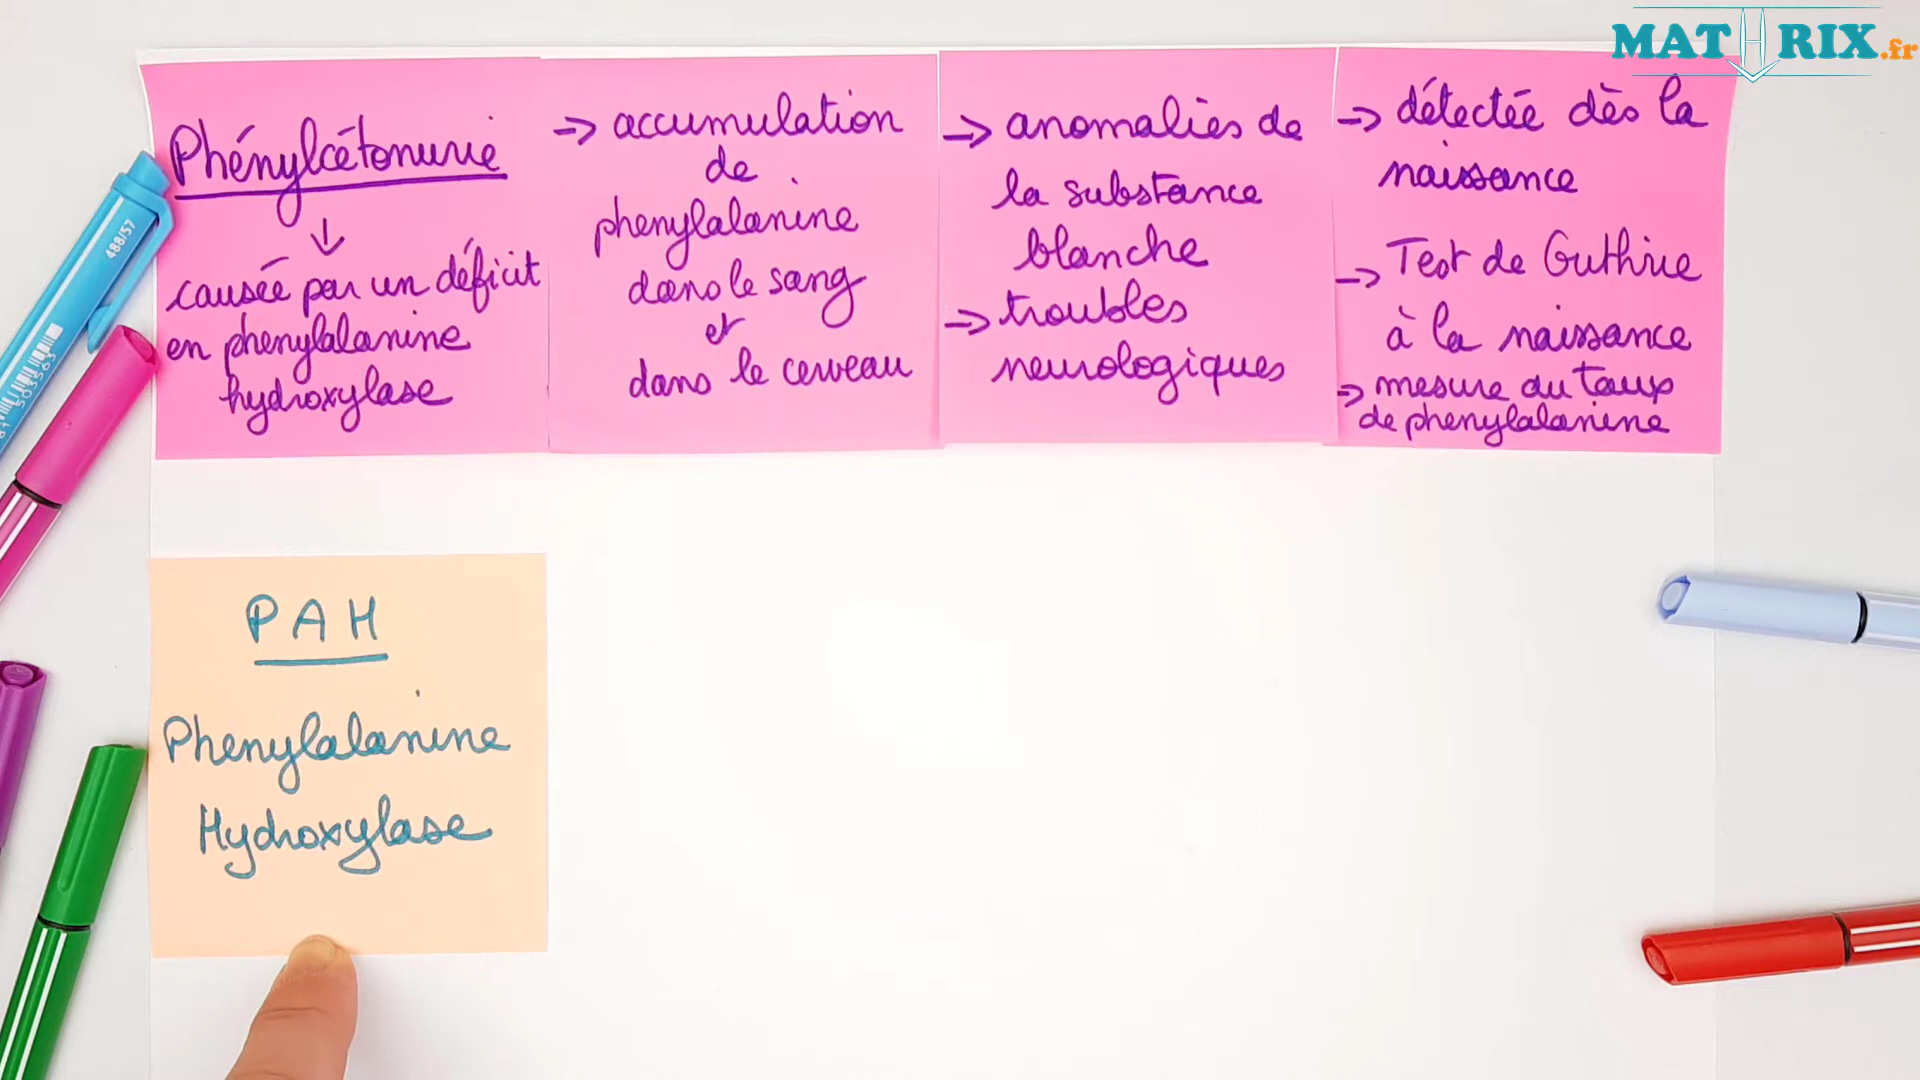 MATHRIX.fr
Phénylcétonurie
↓
causée par un déficit
en phenylalanine
hydroxylase
→ accumulation
de
phenylalanine
dans le sang
et
dans le cerveau
→ anomaliès de
la substance
blanche
→ troubles
neurologiques
→ détectée dès la
naissance
→ Test de Guthrie
à la naissance
→ mesure du taux
de phenylalanine
PAH
Phenylalanine
Hydroxylase
488/57
503563